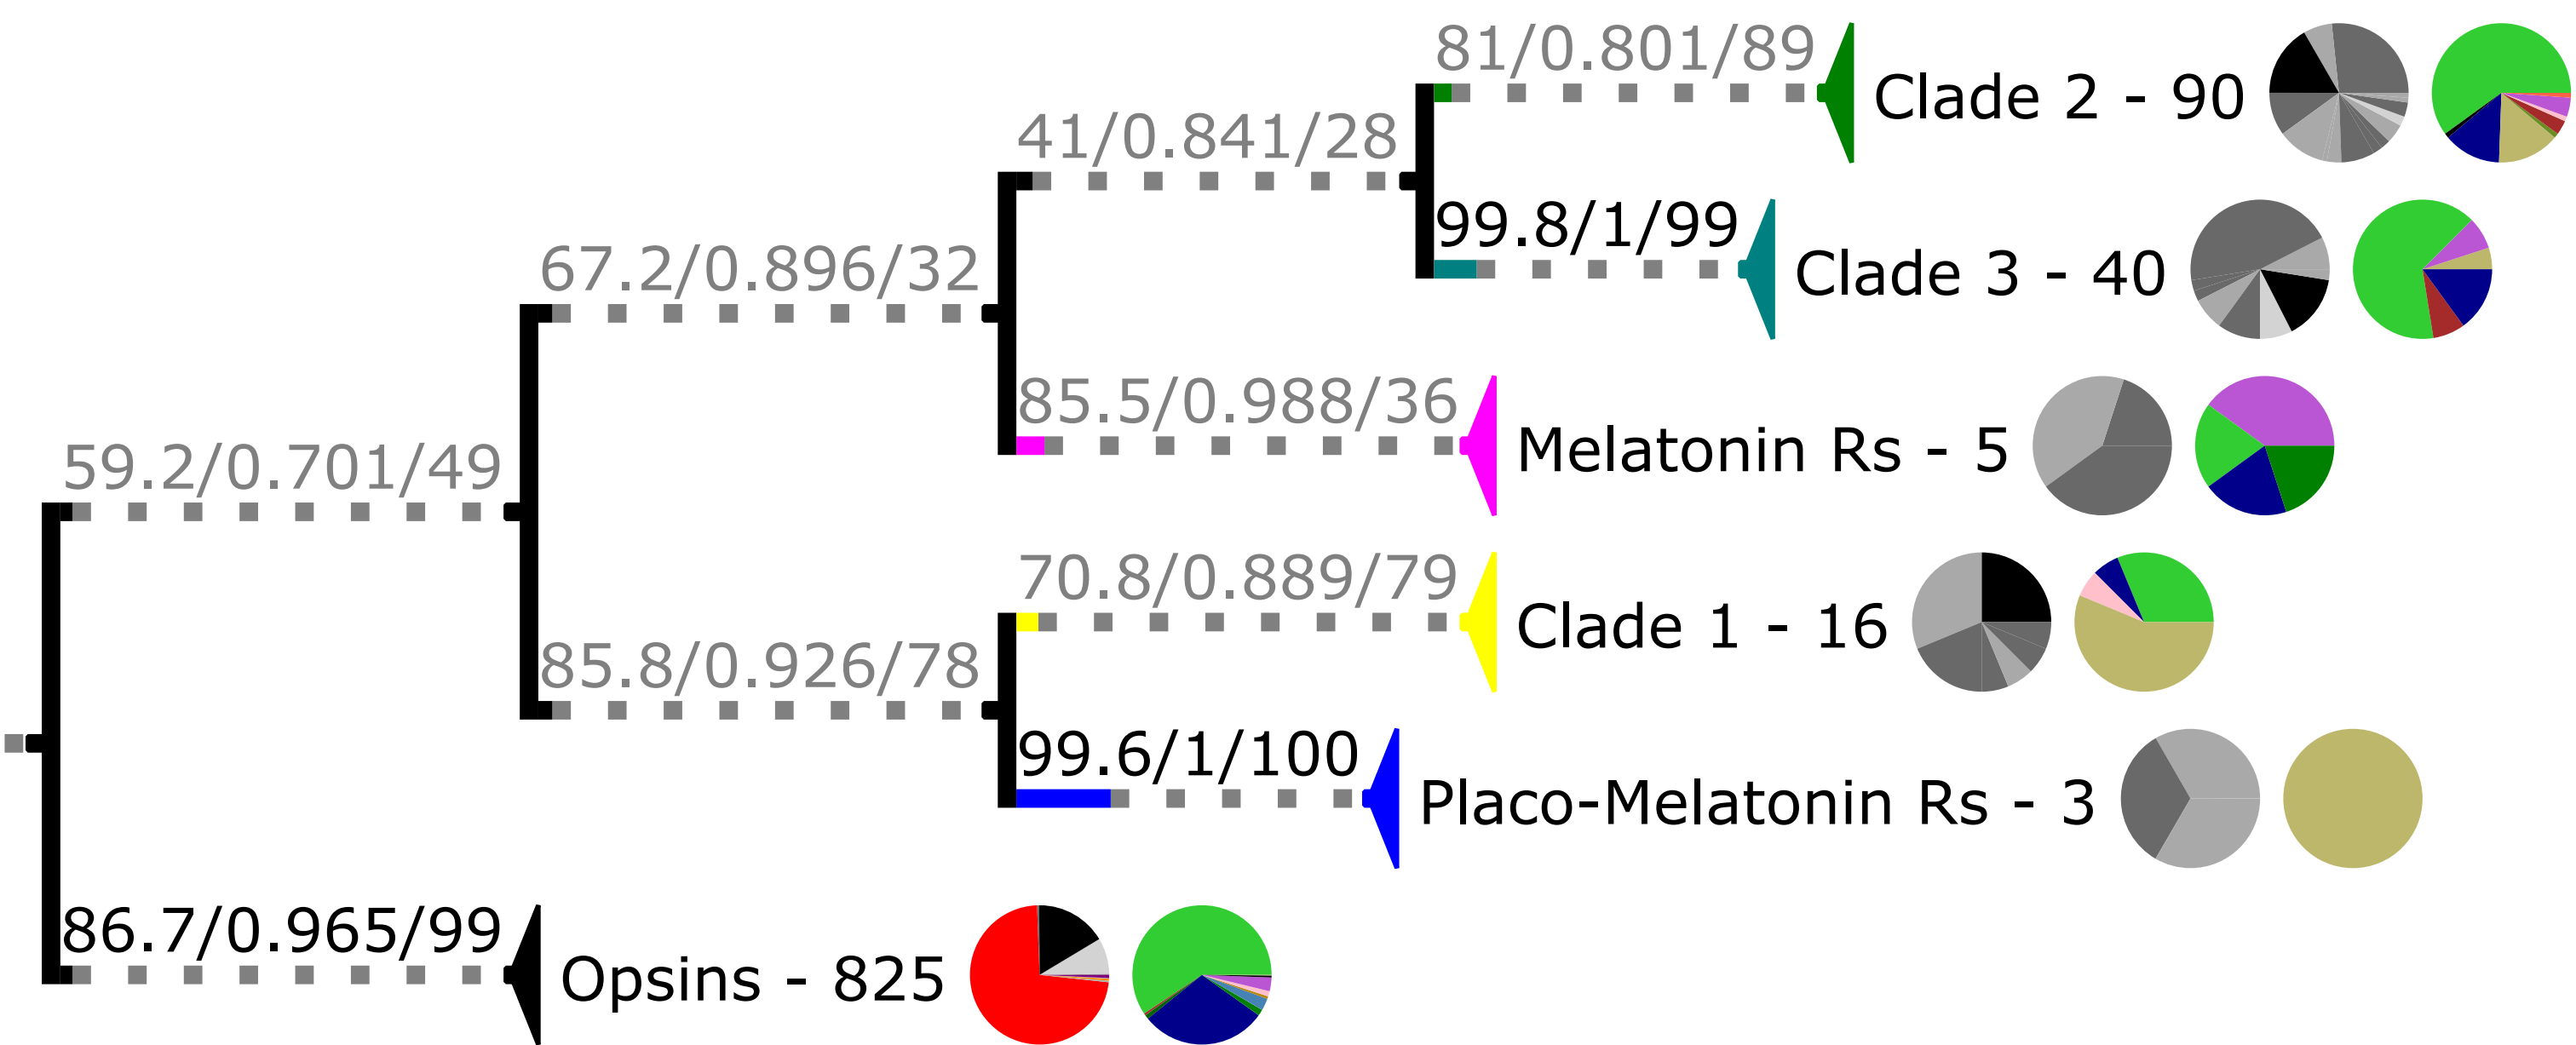 81/0.801/89
Clade 2 - 90
41/0.841/28
99.8/1/99
Clade 3 - 40
67.2/0.896/32
85.5/0.988/36
Melatonin Rs - 5
59.2/0.701/49
70.8/0.889/79
Clade 1 - 16
85.8/0.926/78
99.6/1/100
Placo-Melatonin Rs - 3
86.7/0.965/99
Opsins - 825